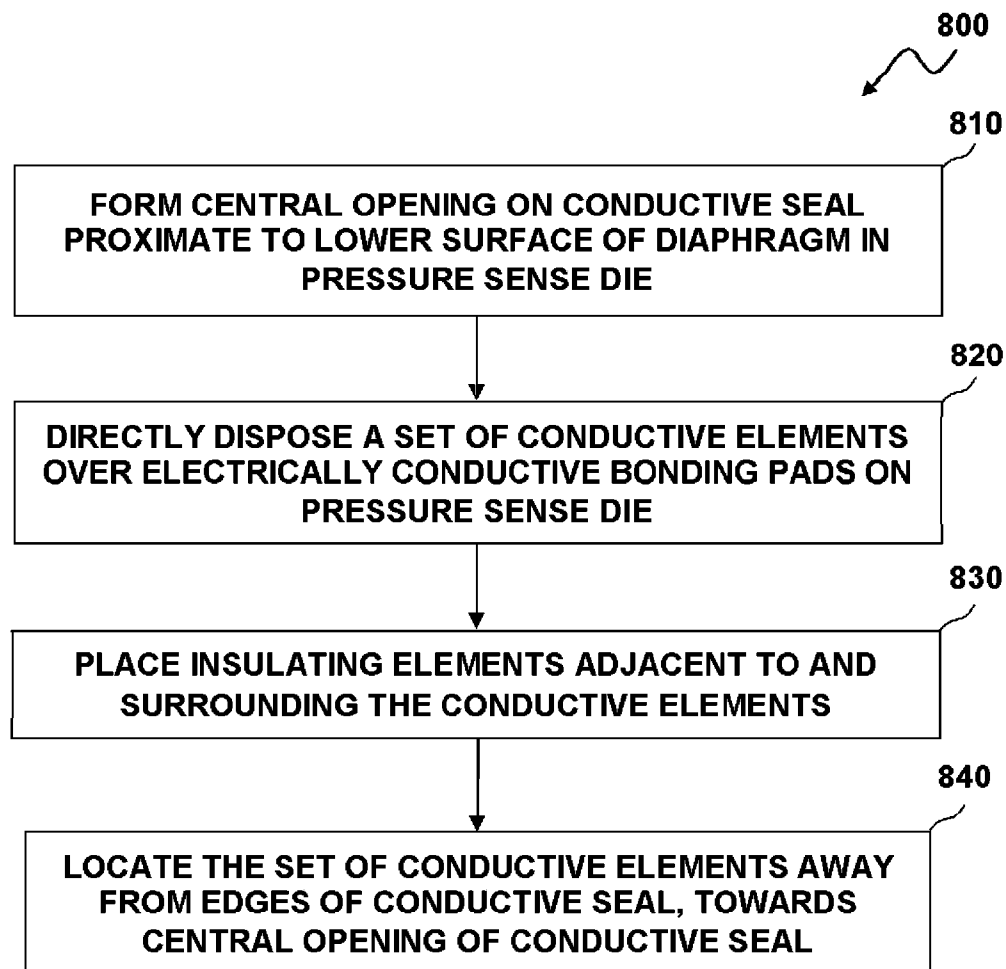 800
810
FORM CENTRAL OPENING ON CONDUCTIVE SEAL
PROXIMATE TO LOWER SURFACE OF DIAPHRAGM IN
PRESSURE SENSE DIE
820
DIRECTLY DISPOSE A SET OF CONDUCTIVE ELEMENTS
OVER ELECTRICALLY CONDUCTIVE BONDING PADS ON
PRESSURE SENSE DIE
830
PLACE INSULATING ELEMENTS ADJACENT TO AND
SURROUNDING THE CONDUCTIVE ELEMENTS
840
LOCATE THE SET OF CONDUCTIVE ELEMENTS AWAY
FROM EDGES OF CONDUCTIVE SEAL, TOWARDS
CENTRAL OPENING OF CONDUCTIVE SEAL